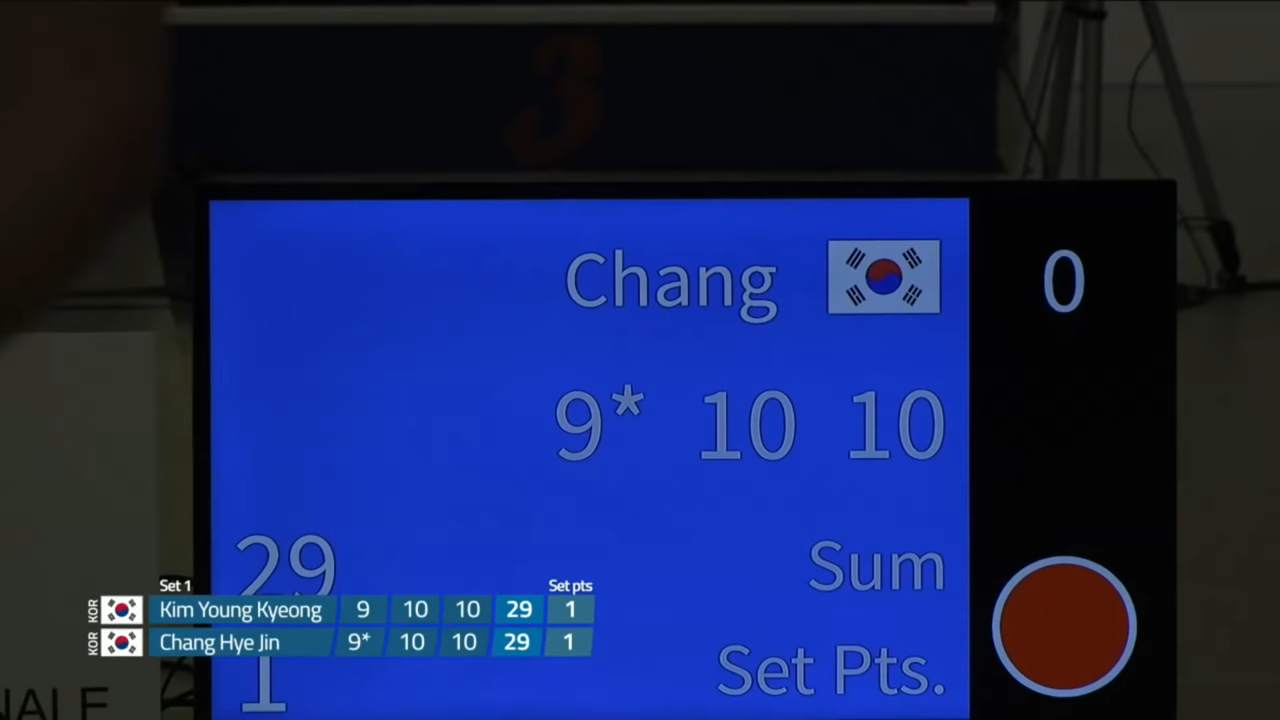 3
Chang
0
9* 10 10
29 Sum
Set 1 Set pts
KOR Kim Young Kyeong 9 10 10 29 1
KOR Chang Hye Jin 9* 10 10 29 1
1 Set Pts.